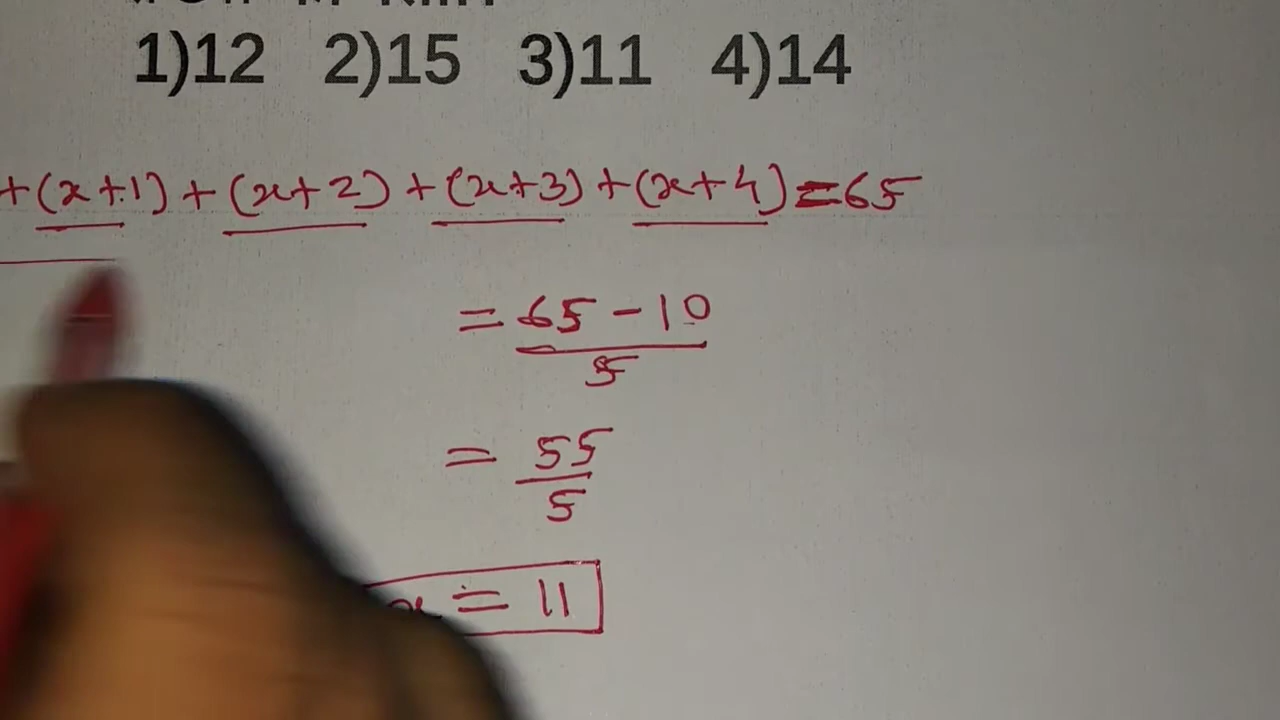 1)12 2)15 3)11 4)14
+(x+1)+(x+2)+(x+3)+(x+4)=65
=65-10
5
=55
5
x=11